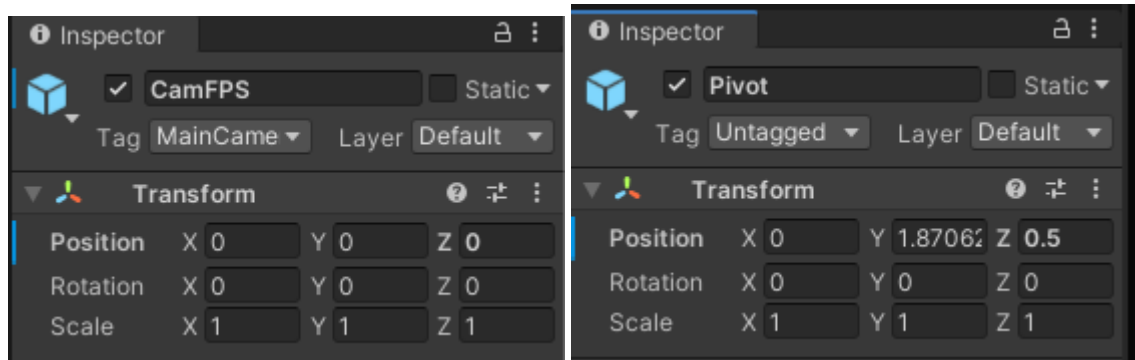 Inspector
CamFPS Static
Tag MainCame Layer Default
Transform
Position X 0 Y 0 Z 0
Rotation X 0 Y 0 Z 0
Scale X 1 Y 1 Z 1
Inspector
Pivot Static
Tag Untagged Layer Default
Transform
Position X 0 Y 1.87062 Z 0.5
Rotation X 0 Y 0 Z 0
Scale X 1 Y 1 Z 1